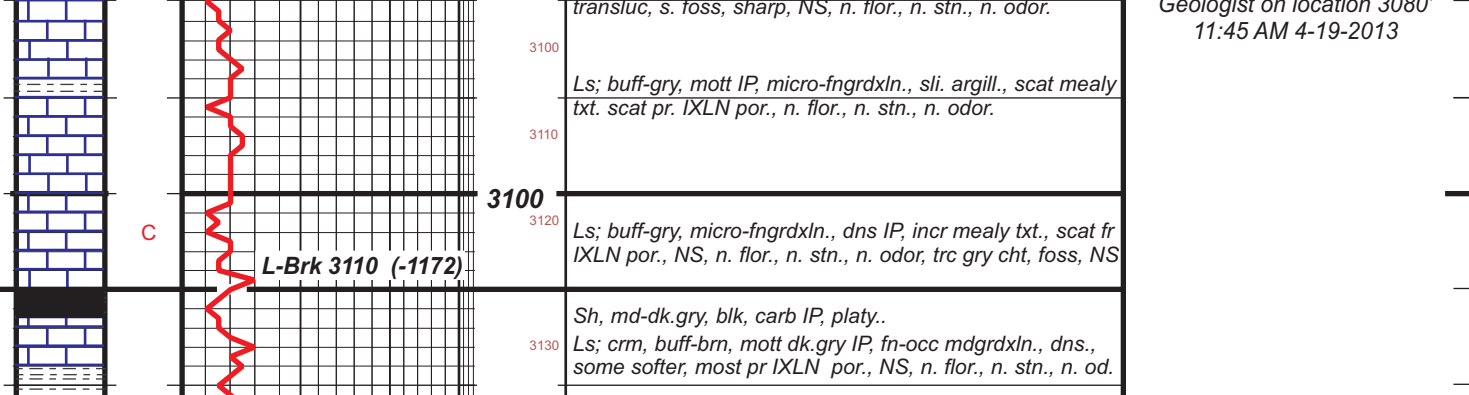 transluc, s. foss, sharp, NS, n. flor., n. stn., n. odor.
Geologist on location 3080'
11:45 AM 4-19-2013
3100
Ls; buff-gry, mott IP, micro-fngrdxln., sli. argill., scat mealy
txt. scat pr. IXLN por., n. flor., n. stn., n. odor.
3110
3100
3120
C
Ls; buff-gry, micro-fngrdxln., dns IP, incr mealy txt., scat fr
IXLN por., NS, n. flor., n. stn., n. odor, trc gry cht, foss, NS
L-Brk 3110 (-1172)
Sh, md-dk.gry, blk, carb IP, platy..
3130
Ls; crm, buff-brn, mott dk.gry IP, fn-occ mdgrdxln., dns.,
some softer, most pr IXLN por., NS, n. flor., n. stn., n. od.